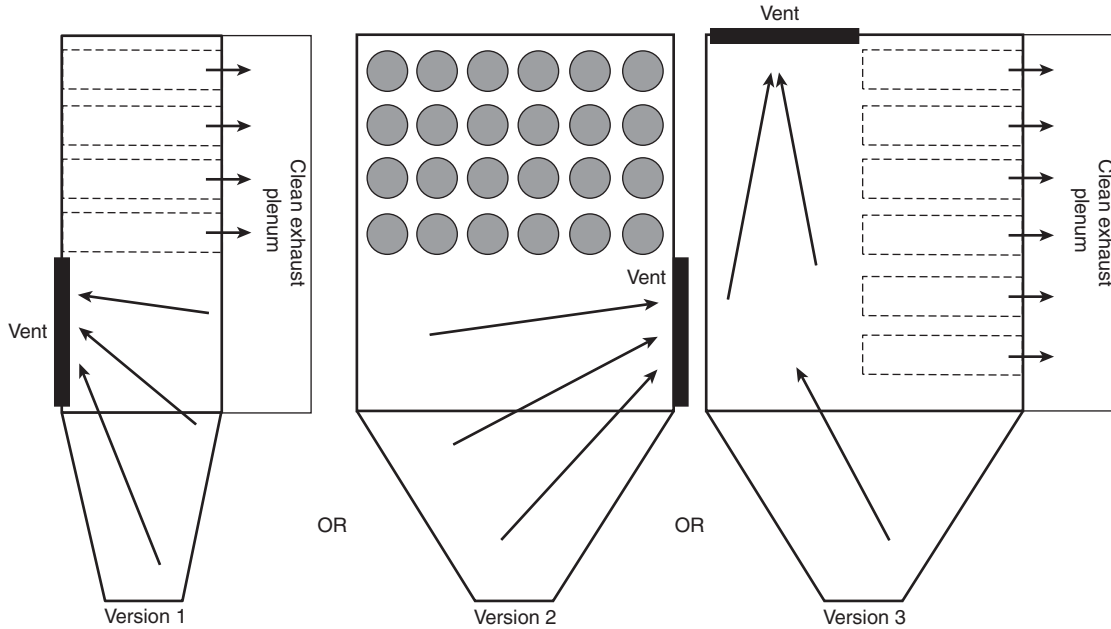 Vent
Clean exhaust
plenum
Vent
Version 1
OR
Vent
Version 2
OR
Clean exhaust
plenum
Version 3